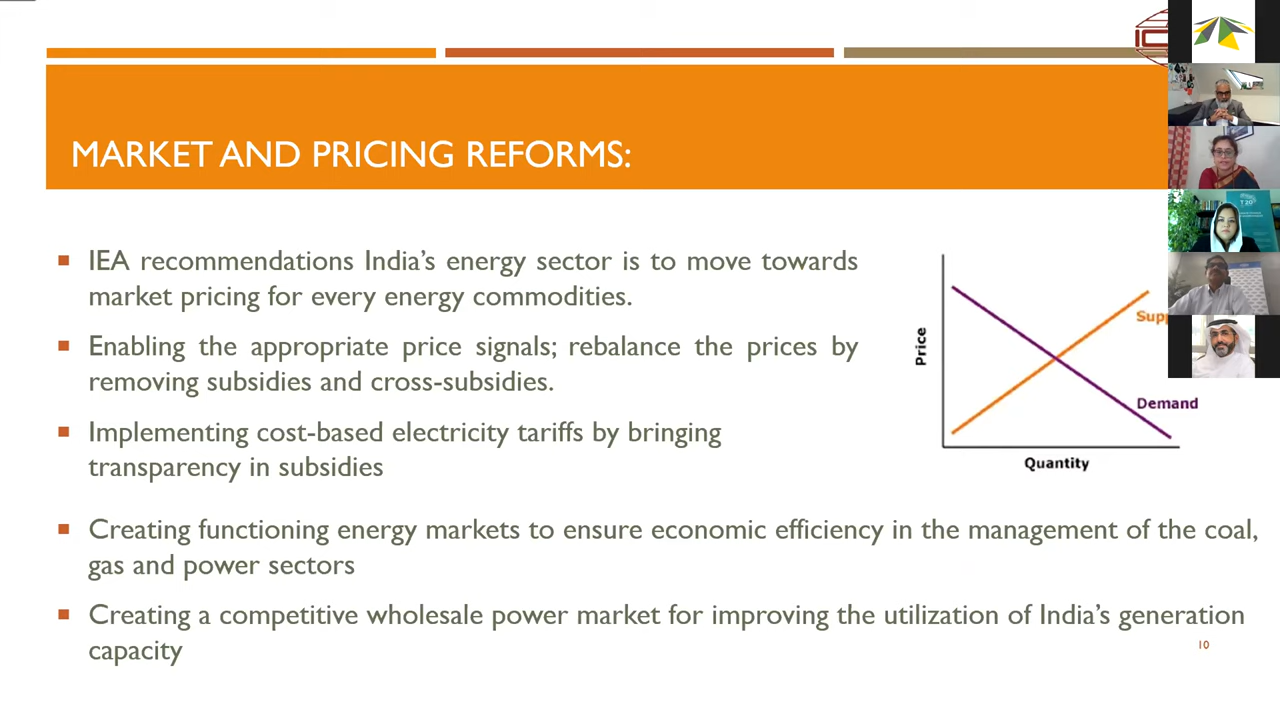 MARKET AND PRICING REFORMS:
IEA recommendations India's energy sector is to move towards
market pricing for every energy commodities.
Enabling the appropriate price signals; rebalance the prices by
removing subsidies and cross-subsidies.
Implementing cost-based electricity tariffs by bringing
transparency in subsidies
Price
Demand
Quantity
Creating functioning energy markets to ensure economic efficiency in the management of the coal,
gas and power sectors
Creating a competitive wholesale power market for improving the utilization of India's generation
capacity
10
T20